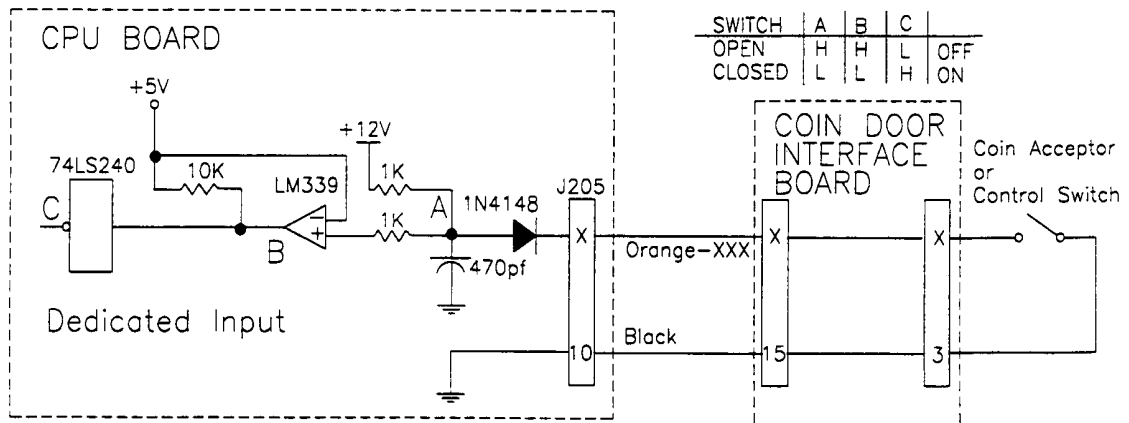 CPU BOARD
+5V
+12V
74LS240
10K
LM339
1K
A
1N4148
J205
C
B
1K
X
470pf
Orange-XXX
Dedicated Input
10
Black
SWITCH A B C
OPEN H H L OFF
CLOSED L L H ON
COIN DOOR
INTERFACE
BOARD
X
X
15
3
Coin Acceptor
or
Control Switch